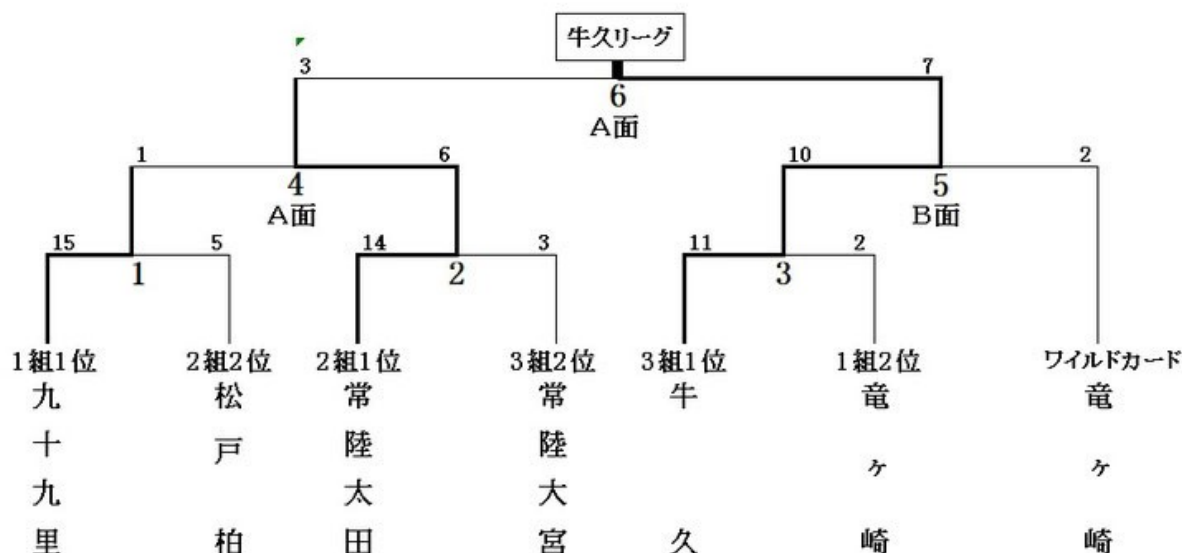 牛久リーグ
3 7
6
A面
1 6 10 2
4 5
A面 B面
15 5 14 3 11 2
1 2 3
1組1位 2組2位 2組1位 3組2位 3組1位 1組2位 ワイルドカード
九十九里
松戸柏
常陸太田
常陸大宮
牛久
竜ヶ崎
竜ヶ崎